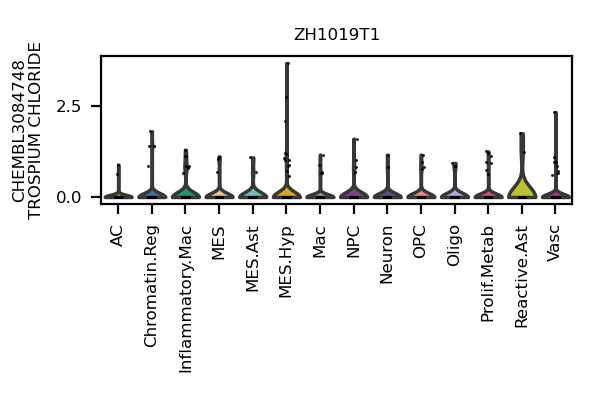 ZH1019T1
CHEMBL3084748
TROSPIUM CHLORIDE
2.5
0.0
AC
Chromatin.Reg
Inflammatory.Mac
MES
MES.Ast
MES.Hyp
Mac
NPC
Neuron
OPC
Oligo
Prolif.Metab
Reactive.Ast
Vasc